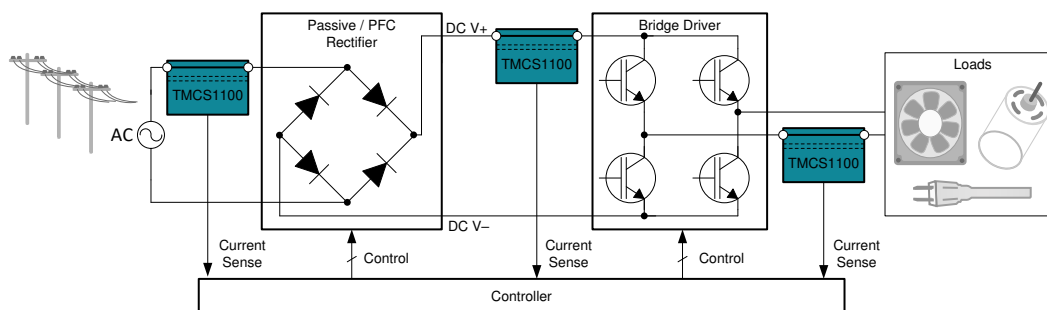 Passive / PFC
Rectifier
DC V+
Bridge Driver
Loads
TMCS1100
TMCS1100
AC
TMCS1100
DC V–
Current
Sense
Control
Current
Sense
Control
Current
Sense
Controller